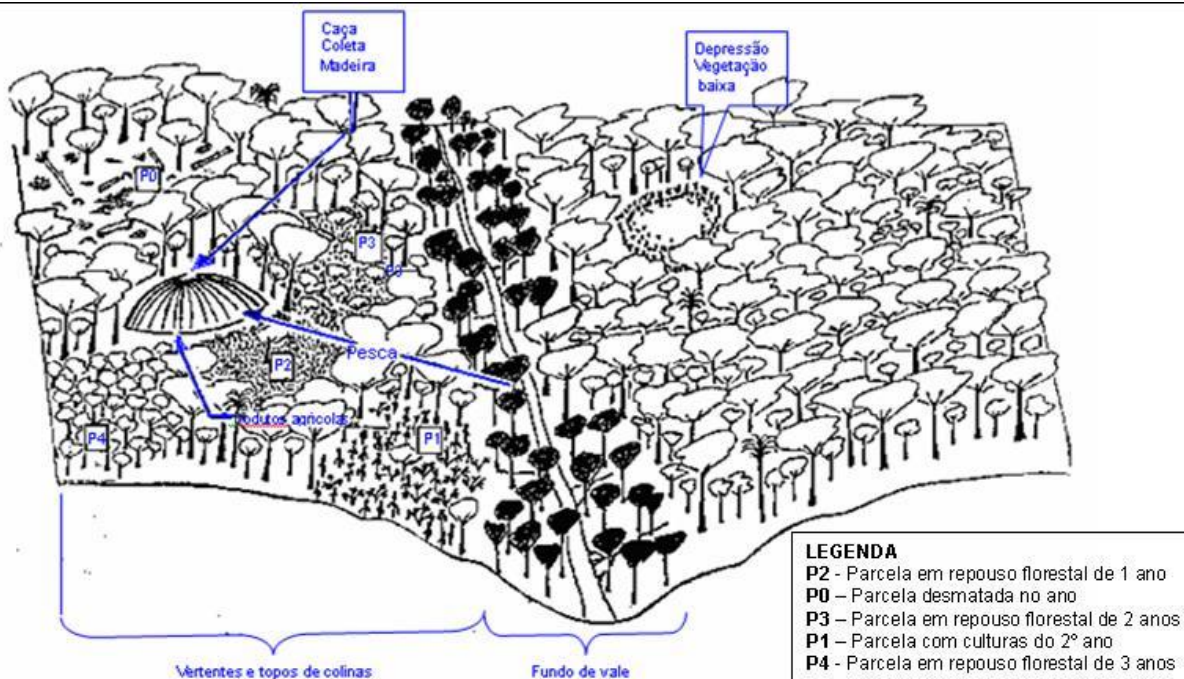 Caça
Coleta
Madeira
Depressão
Vegetação
baixa
P0
P3
P3
Pesca
P2
rodutos agrícolas
P4
P1
LEGENDA
P2 - Parcela em repouso florestal de 1 ano
P0 – Parcela desmatada no ano
P3 – Parcela em repouso florestal de 2 anos
P1 – Parcela com culturas do 2º ano
P4 - Parcela em repouso florestal de 3 anos
Vertentes e topos de colinas
Fundo de vale